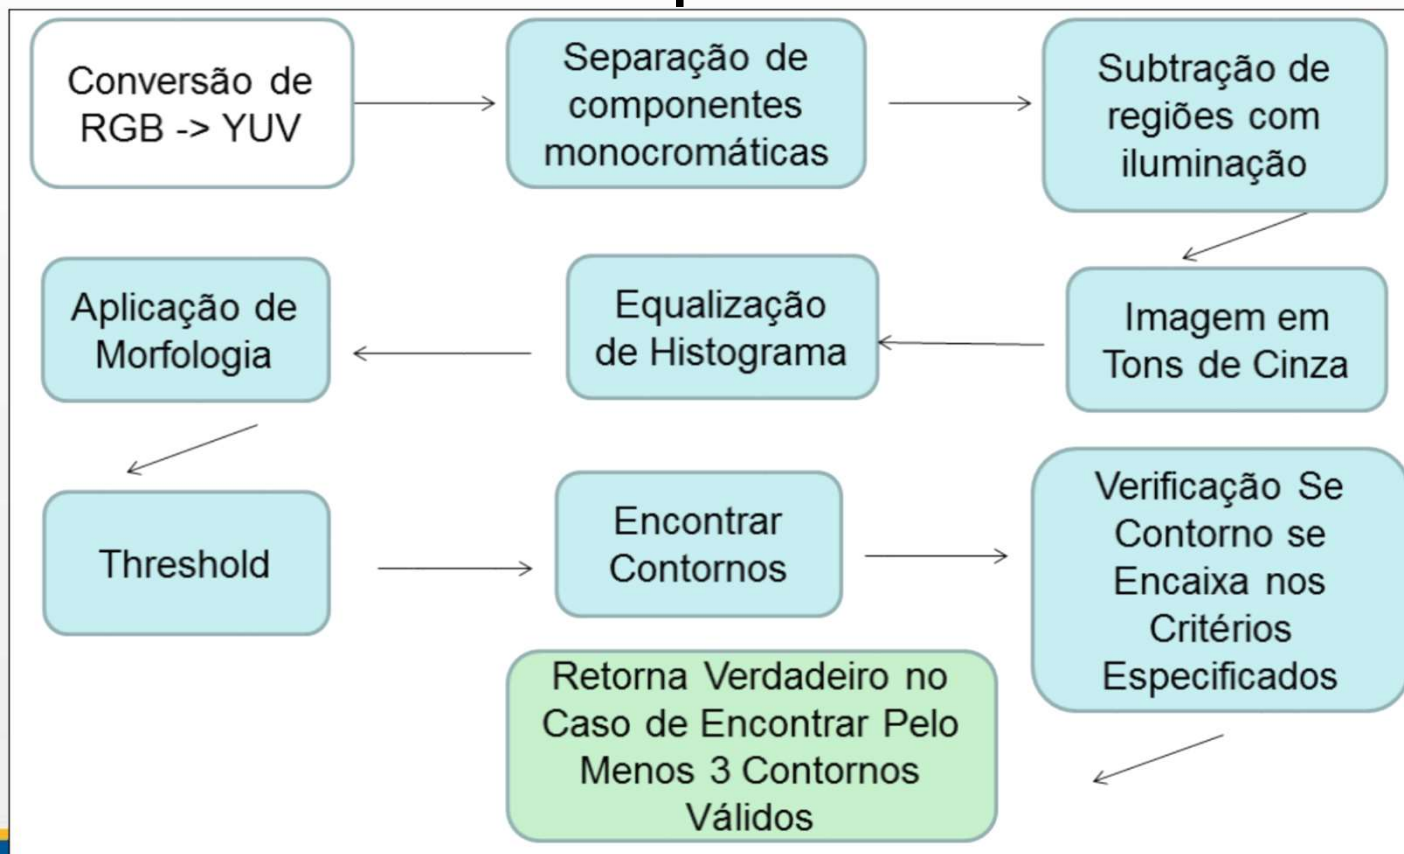 Conversão de
RGB -> YUV
Separação de
componentes
monocromáticas
Subtração de
regiões com
iluminação
Imagem em
Tons de Cinza
Equalização
de Histograma
Aplicação de
Morfologia
Threshold
Encontrar
Contornos
Verificação Se
Contorno se
Encaixa nos
Critérios
Especificados
Retorna Verdadeiro no
Caso de Encontrar Pelo
Menos 3 Contornos
Válidos